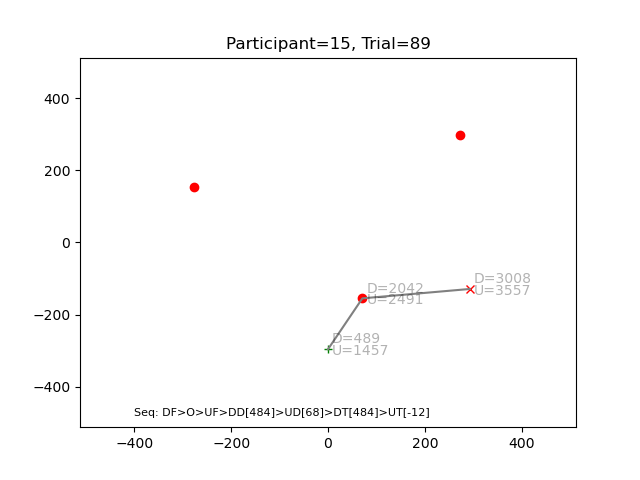 Participant=15, Trial=89
400
200
0
−200
−400
D=3008
U=3557
D=2042
U=2491
D=489
U=1457
Seq: DF>O>UF>DD[484]>UD[68]>DT[484]>UT[-12]
−400
−200
0
200
400